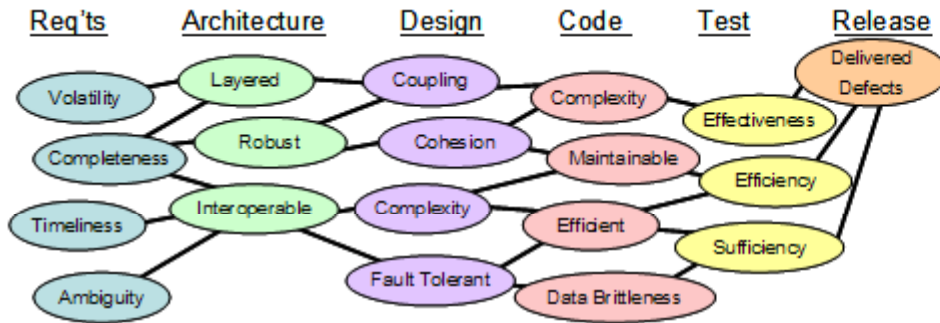 Req'ts Architecture Design Code Test Release
Volatility
Completeness
Timeliness
Ambiguity
Layered
Robust
Interoperable
Coupling
Cohesion
Complexity
Fault Tolerant
Complexity
Maintainable
Efficient
Data Brittleness
Effectiveness
Efficiency
Sufficiency
Delivered
Defects